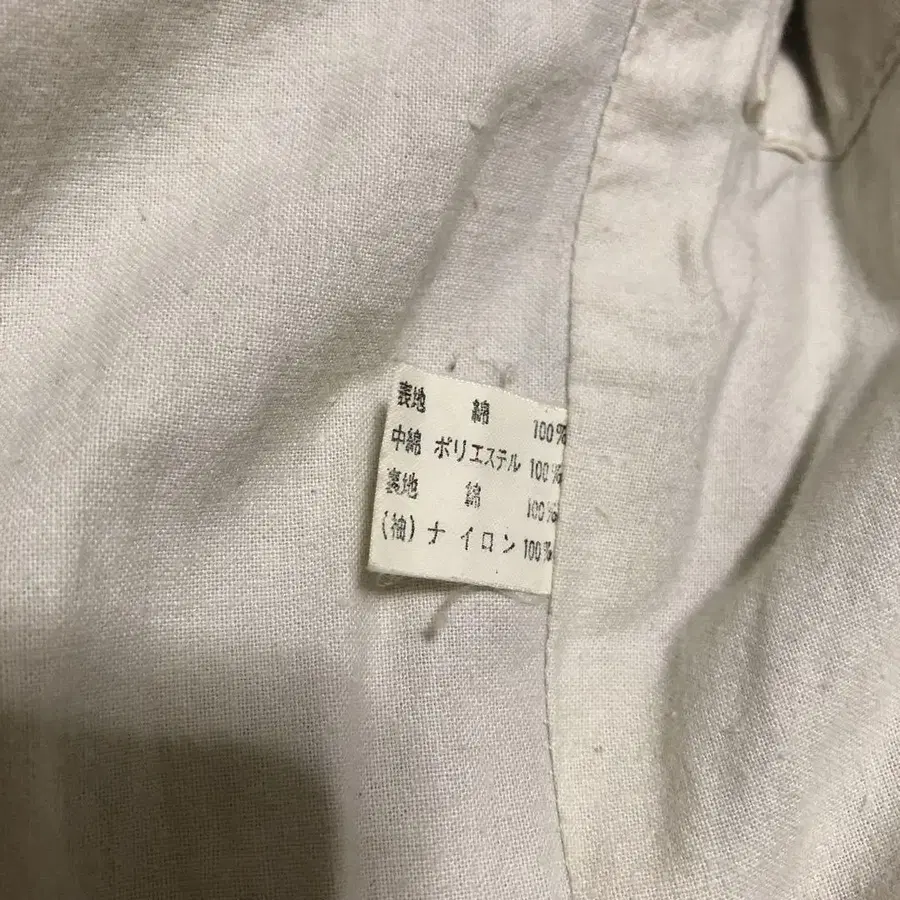 表地 綿 100%
中綿 ポリエステル 100%
裏地 綿 100%
(袖) ナイロン 100%